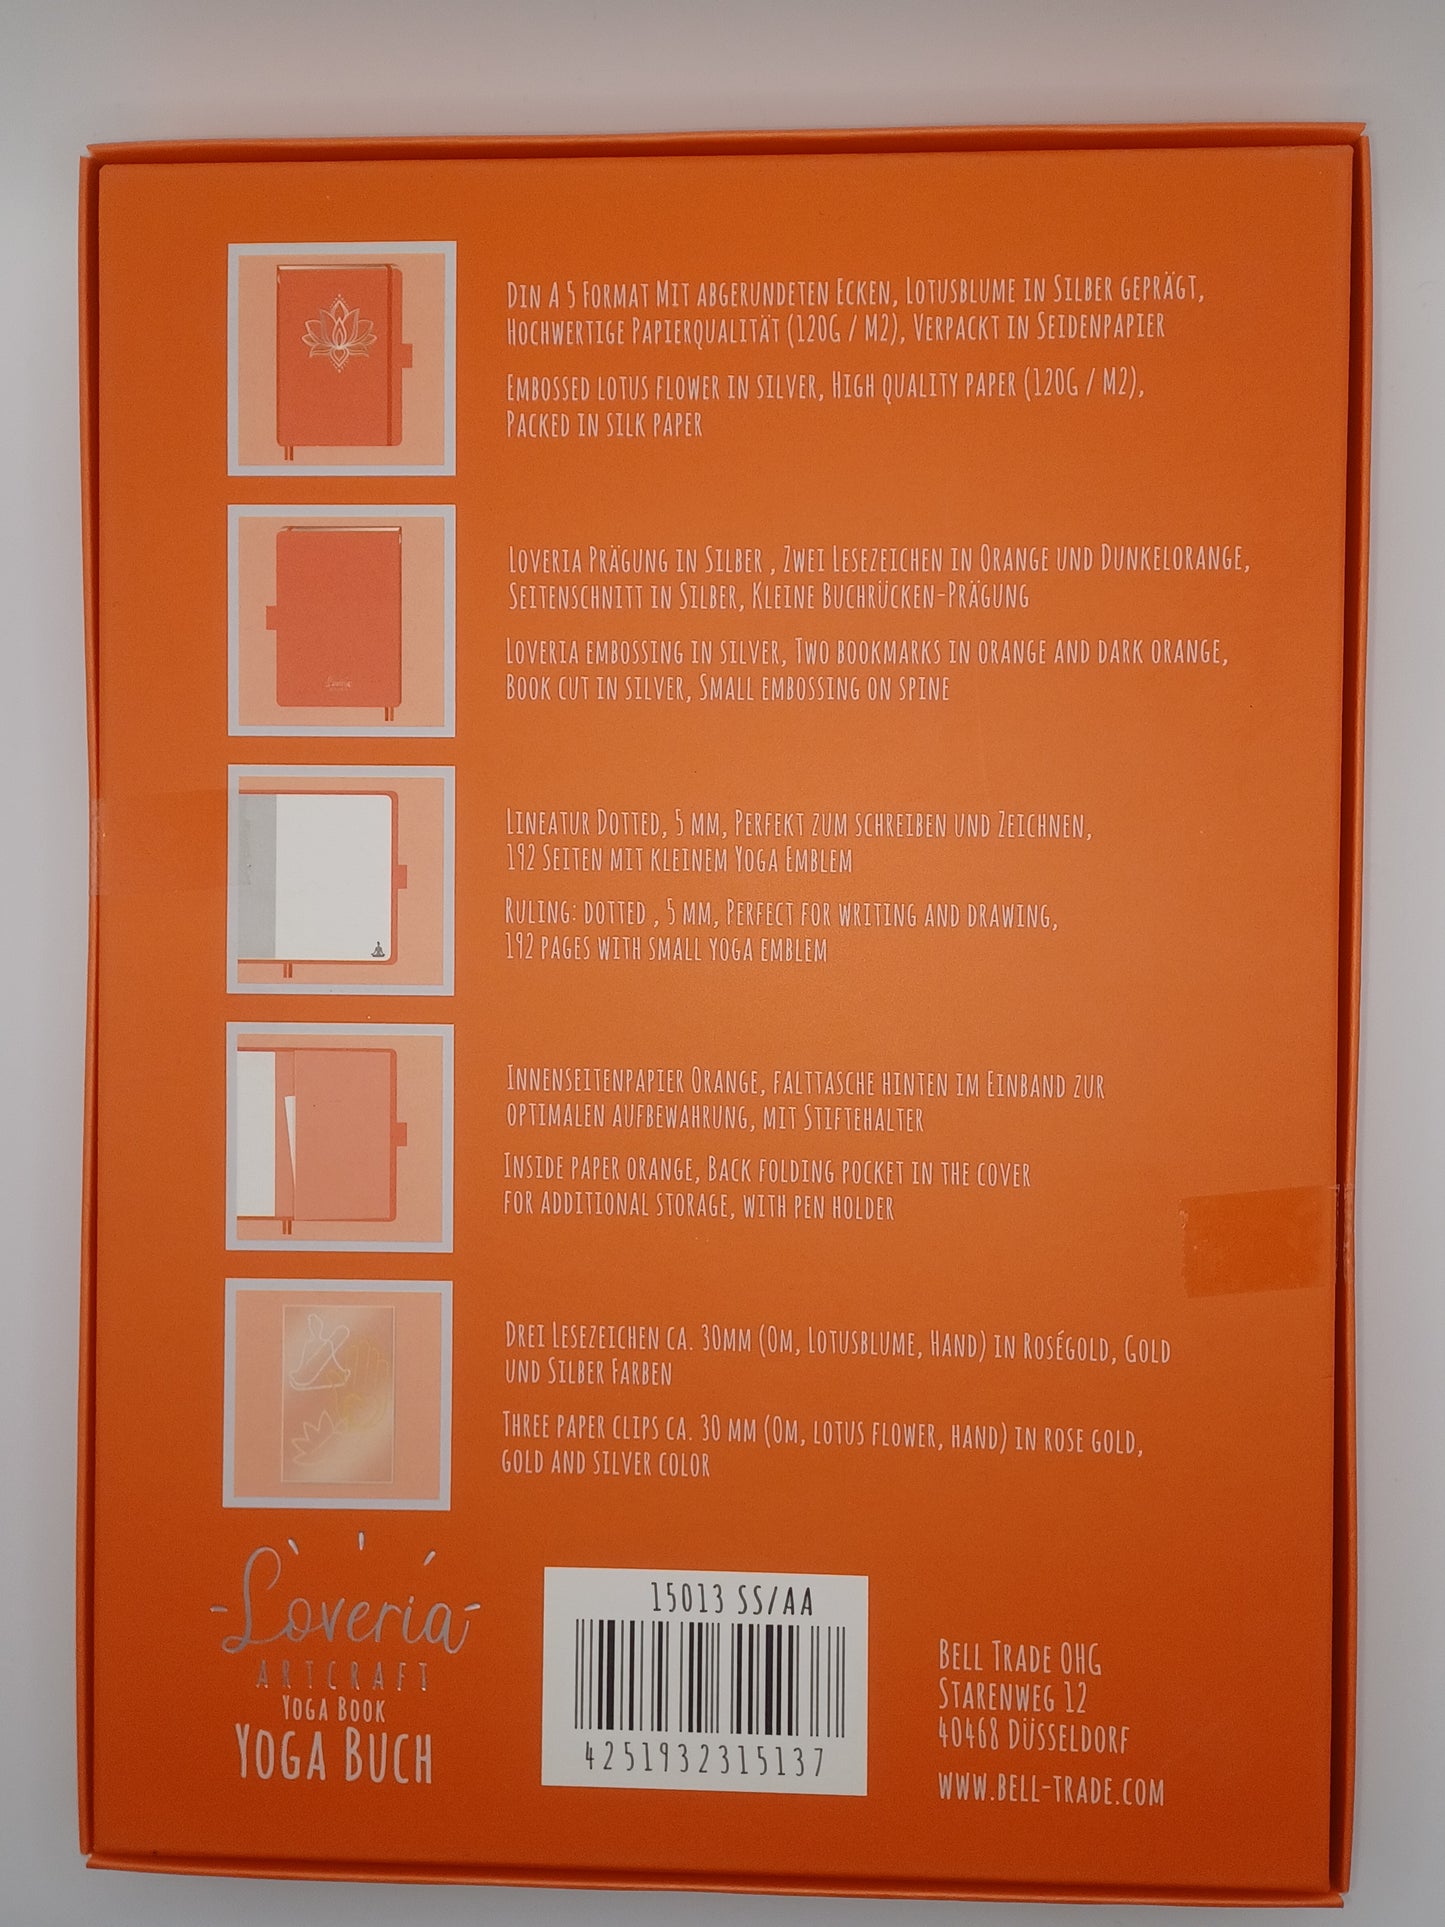 Din A 5 Format Mit abgerundeten Ecken, Lotusblume in Silber geprägt,
Hochwertige Papierqualität (120g / m2), Verpackt in Seidenpapier
Embossed lotus flower in silver, High quality paper (120g / m2),
Packed in silk paper
Loveria Prägung in Silber , Zwei Lesezeichen in Orange und Dunkelorange,
Seitenschnitt in Silber, Kleine Buchrücken-Prägung
Loveria embossing in silver, Two bookmarks in orange and dark orange,
Book cut in silver, Small embossing on spine
Lineatur Dotted, 5 mm, Perfekt zum schreiben und Zeichnen,
192 Seiten mit kleinem Yoga Emblem
Ruling: dotted , 5 mm, Perfect for writing and drawing,
192 pages with small yoga emblem
Innenseitenpapier Orange, falttasche hinten im Einband zur
optimalen aufbewahrung, mit Stiftehalter
Inside paper orange, Back folding pocket in the cover
for additional storage, with pen holder
Drei Lesezeichen ca. 30mm (Om, Lotusblume, Hand) in Roségold, Gold
und Silber Farben
Three paper clips ca. 30 mm (Om, lotus flower, hand) in rose gold,
gold and silver color
Loveria
ARTCRAFT
Yoga Book
Yoga Buch
15013 SS/AA
4251932315137
Bell Trade OHG
Starenweg 12
40468 Düsseldorf
www.bell-trade.com